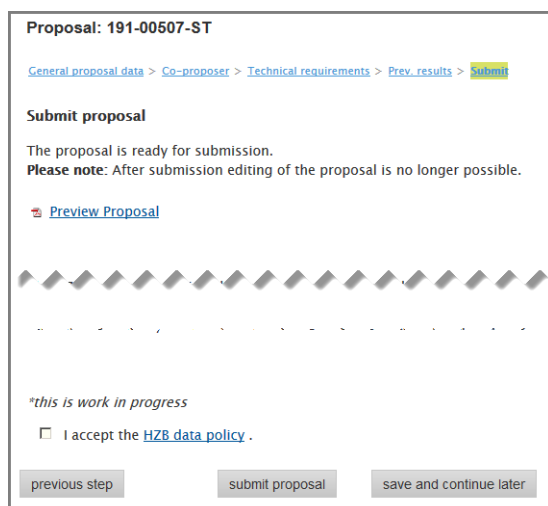 Proposal: 191-00507-ST
General proposal data > Co-proposer > Technical requirements > Prev. results > Submit
Submit proposal
The proposal is ready for submission.
Please note: After submission editing of the proposal is no longer possible.
Preview Proposal
*this is work in progress
I accept the HZB data policy .
previous step submit proposal save and continue later